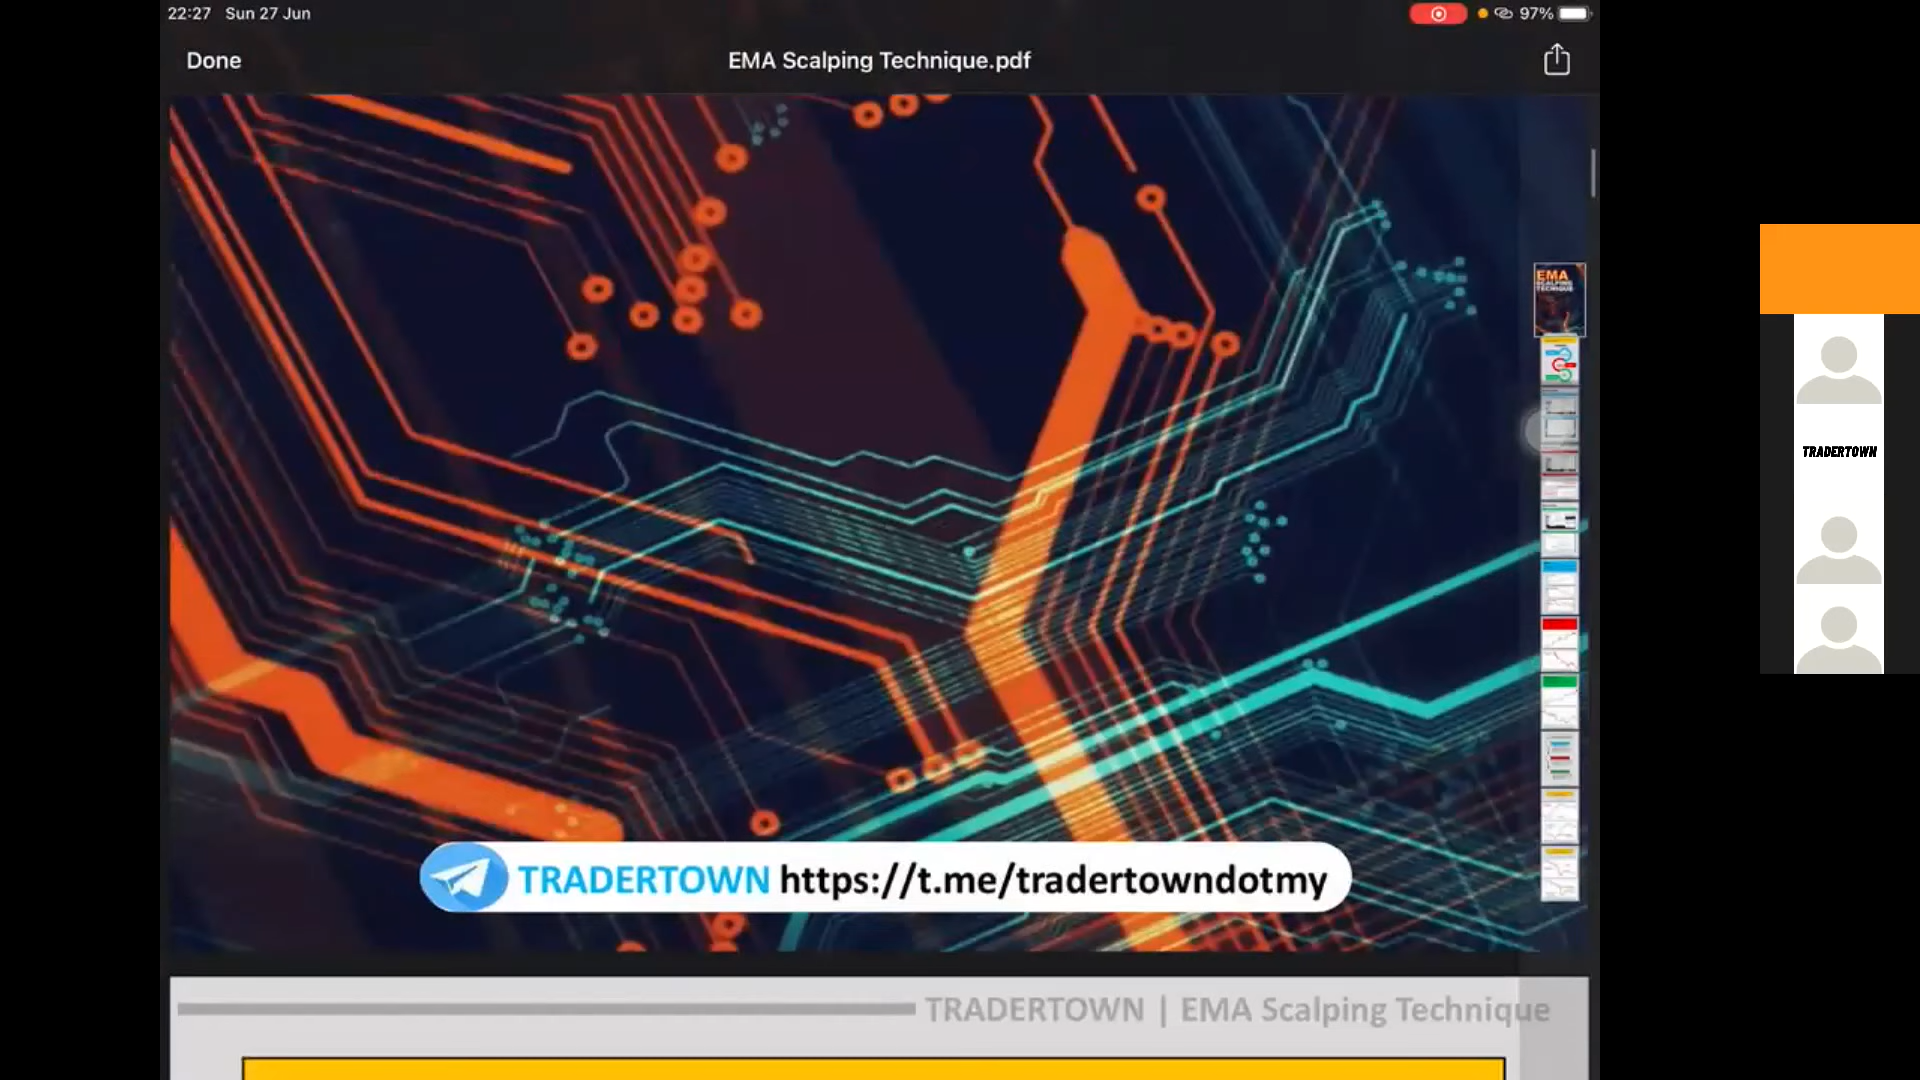 22:27 Sun 27 Jun
97%
Done
EMA Scalping Technique.pdf
EMA
TRADERTOWN
TRADERTOWN https://t.me/tradertowndotmy
TRADERTOWN | EMA Scalping Technique